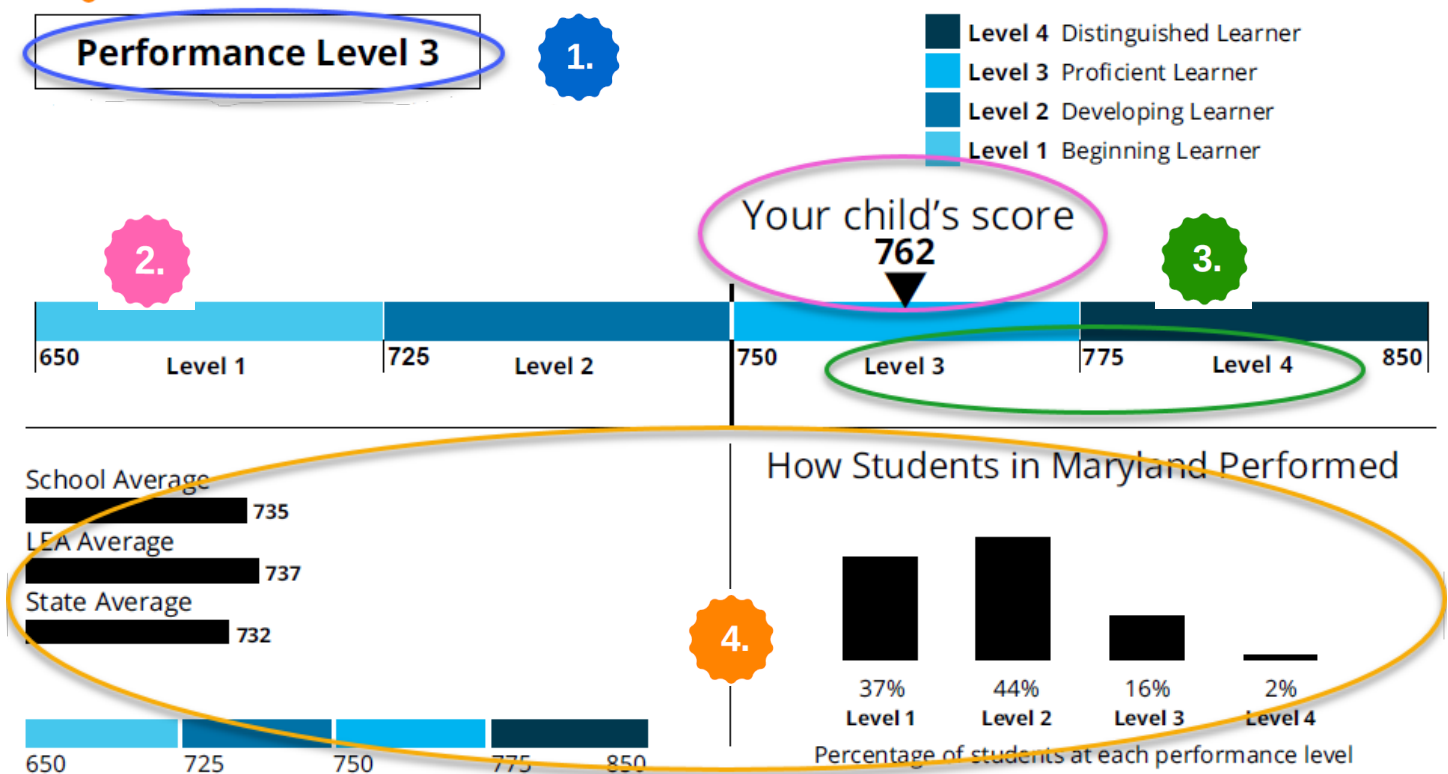 Performance Level 3
1.
Level 4 Distinguished Learner
Level 3 Proficient Learner
Level 2 Developing Learner
Level 1 Beginning Learner
Your child's score
762
2.
3.
650 Level 1 725 Level 2 750 Level 3 775 Level 4 850
School Average
735
LEA Average
737
State Average
732
650 725 750 775 850
4.
How Students in Maryland Performed
37% 44% 16% 2%
Level 1 Level 2 Level 3 Level 4
Percentage of students at each performance level